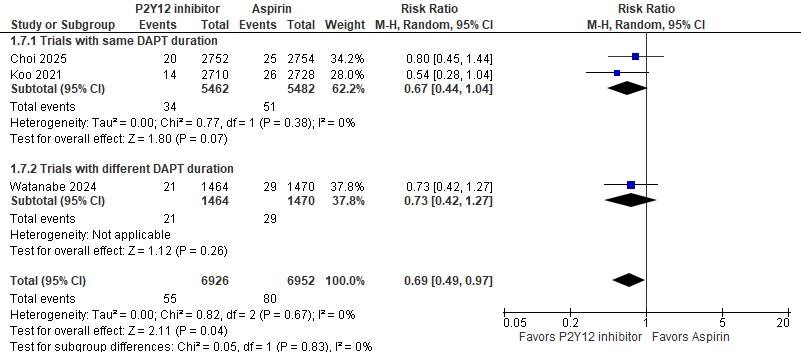 P2Y12 inhibitor Aspirin Risk Ratio Risk Ratio
Study or Subgroup Events Total Events Total Weight M-H, Random, 95% CI M-H, Random, 95% CI
1.7.1 Trials with same DAPT duration
Choi 2025 20 2752 25 2754 34.2% 0.80 [0.45, 1.44]
Koo 2021 14 2710 26 2728 28.0% 0.54 [0.28, 1.04]
Subtotal (95% CI) 5462 5482 62.2% 0.67 [0.44, 1.04]
Total events 34 51
Heterogeneity: Tau² = 0.00; Chi² = 0.77, df = 1 (P = 0.38); I² = 0%
Test for overall effect: Z = 1.80 (P = 0.07)
1.7.2 Trials with different DAPT duration
Watanabe 2024 21 1464 29 1470 37.8% 0.73 [0.42, 1.27]
Subtotal (95% CI) 1464 1470 37.8% 0.73 [0.42, 1.27]
Total events 21 29
Heterogeneity: Not applicable
Test for overall effect: Z = 1.12 (P = 0.26)
Total (95% CI) 6926 6952 100.0% 0.69 [0.49, 0.97]
Total events 55 80
Heterogeneity: Tau² = 0.00; Chi² = 0.82, df = 2 (P = 0.67); I² = 0%
Test for overall effect: Z = 2.11 (P = 0.04)
Test for subgroup differences: Chi² = 0.05, df = 1 (P = 0.83), I² = 0%
0.05 0.2 1 5 20
Favors P2Y12 inhibitor Favors Aspirin